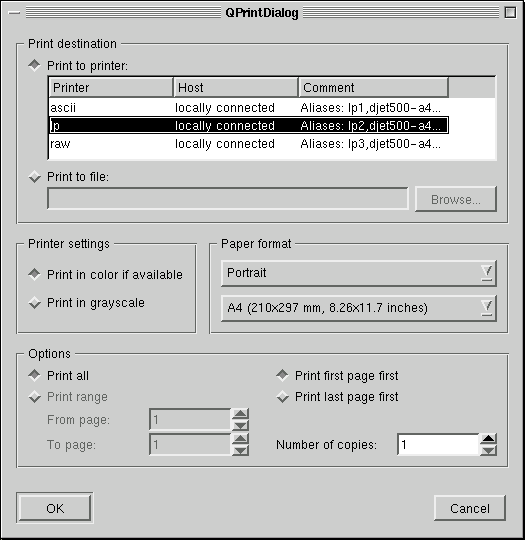 QPrintDialog
Print destination
Print to printer:
Printer Host Comment
ascii locally connected Aliases: lp1,djet500-a4...
lp locally connected Aliases: lp2,djet500-a4...
raw locally connected Aliases: lp3,djet500-a4...
Print to file:
Browse...
Printer settings
Print in color if available
Print in grayscale
Paper format
Portrait
A4 (210x297 mm, 8.26x11.7 inches)
Options
Print all
Print range
From page: 1
To page: 1
Print first page first
Print last page first
Number of copies: 1
OK
Cancel